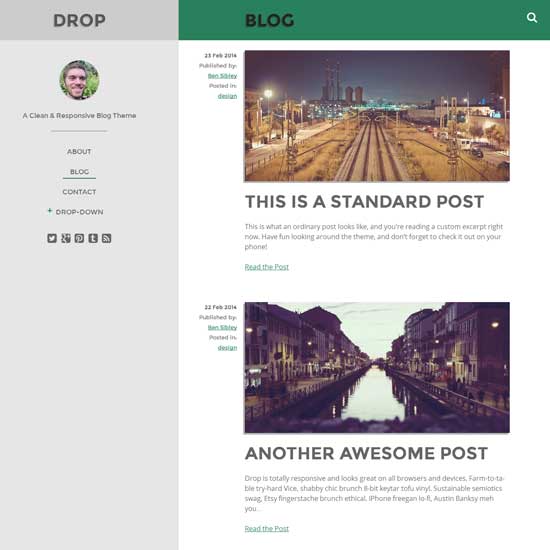 DROP
A Clean & Responsive Blog Theme
ABOUT
BLOG
CONTACT
+ DROP-DOWN
BLOG
23 Feb 2014
Published by:
Ben Sibley
Posted in:
design
THIS IS A STANDARD POST
This is what an ordinary post looks like, and you're reading a custom excerpt right
now. Have fun looking around the theme, and don't forget to check it out on your
phone!
Read the Post
22 Feb 2014
Published by:
Ben Sibley
Posted in:
design
ANOTHER AWESOME POST
Drop is totally responsive and looks great on all browsers and devices, Farm-to-ta-
ble try-hard Vice, shabby chic brunch 8-bit keytar tofu vinyl. Sustainable semiotics
swag, Etsy fingerstache brunch ethical. IPhone freegan lo-fi, Austin Banksy meh
you…
Read the Post